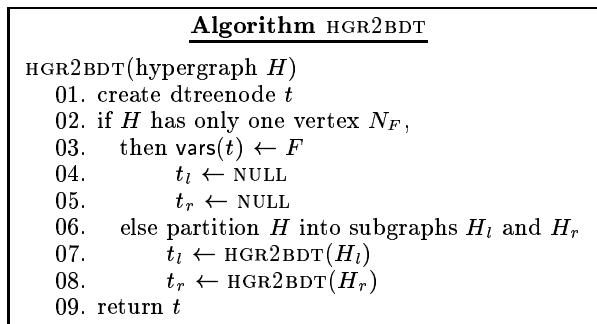 Algorithm HGR2BDT
HGR2BDT(hypergraph H)
01. create dtreenode t
02. if H has only one vertex N_F,
03. then vars(t) ← F
04. t_l ← NULL
05. t_r ← NULL
06. else partition H into subgraphs H_l and H_r
07. t_l ← HGR2BDT(H_l)
08. t_r ← HGR2BDT(H_r)
09. return t